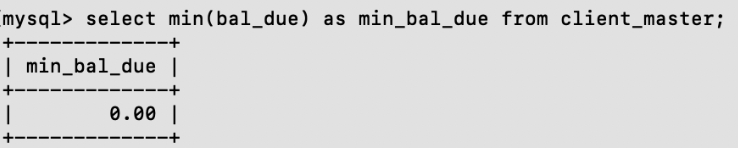 mysql> select min(bal_due) as min_bal_due from client_master;
+-------------+
| min_bal_due |
+-------------+
|        0.00 |
+-------------+